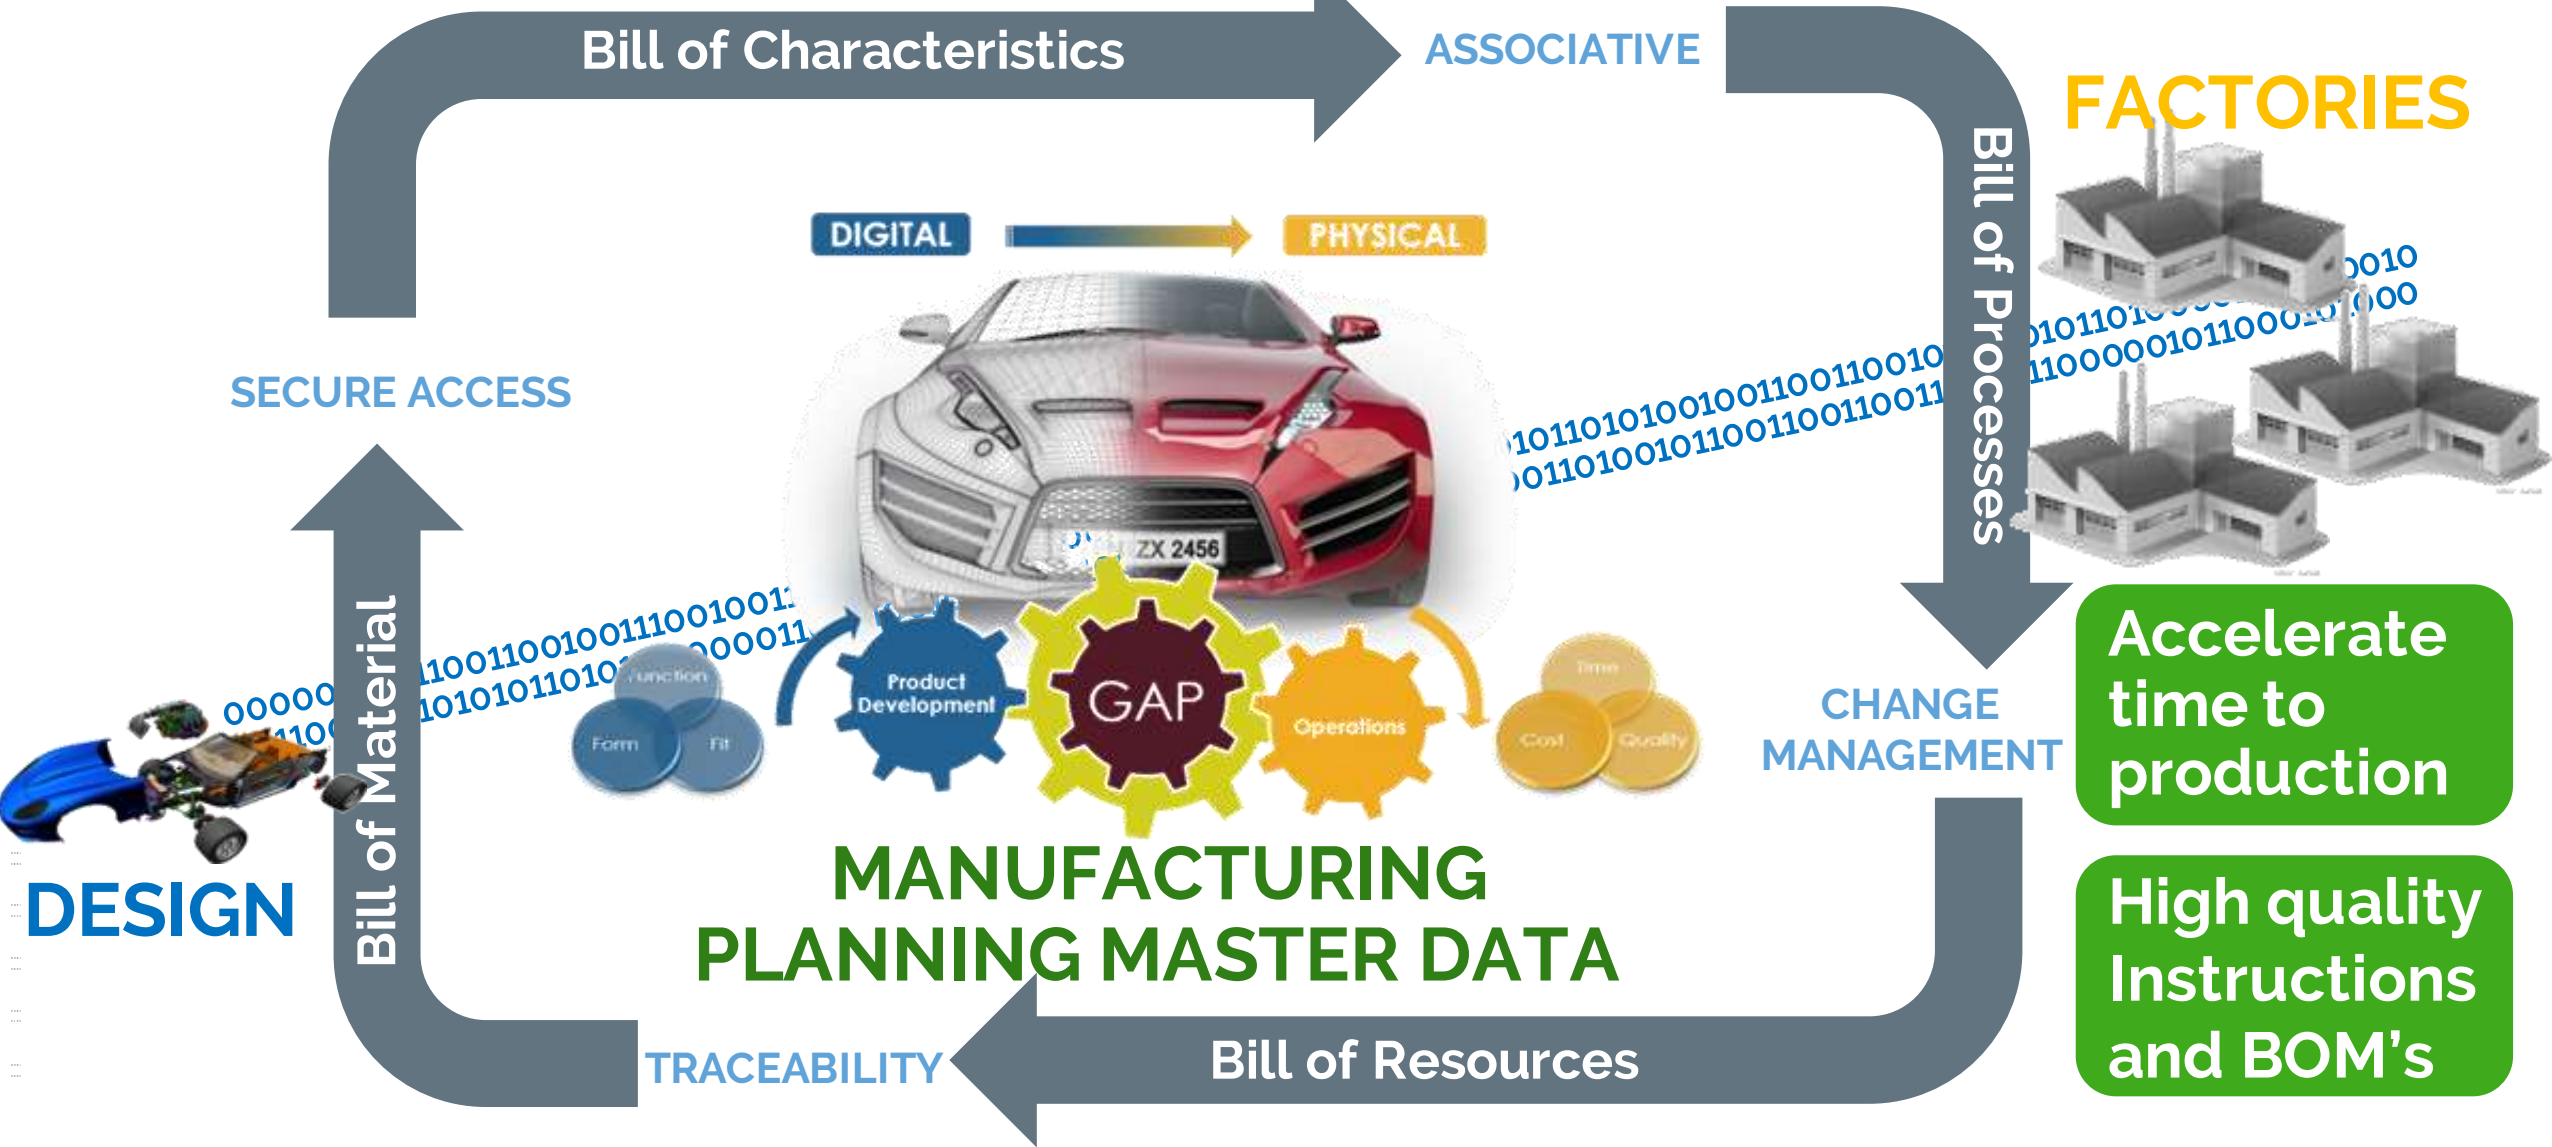 Bill of Characteristics
ASSOCIATIVE
FACTORIES
Bill of Processes
DIGITAL
PHYSICAL
SECURE ACCESS
ZX 2456
Bill of Material
Function
Form
Fit
Product
Development
GAP
Operations
Time
Cost
Quality
CHANGE
MANAGEMENT
Accelerate
time to
production
DESIGN
MANUFACTURING
PLANNING MASTER DATA
High quality
Instructions
and BOM's
TRACEABILITY
Bill of Resources